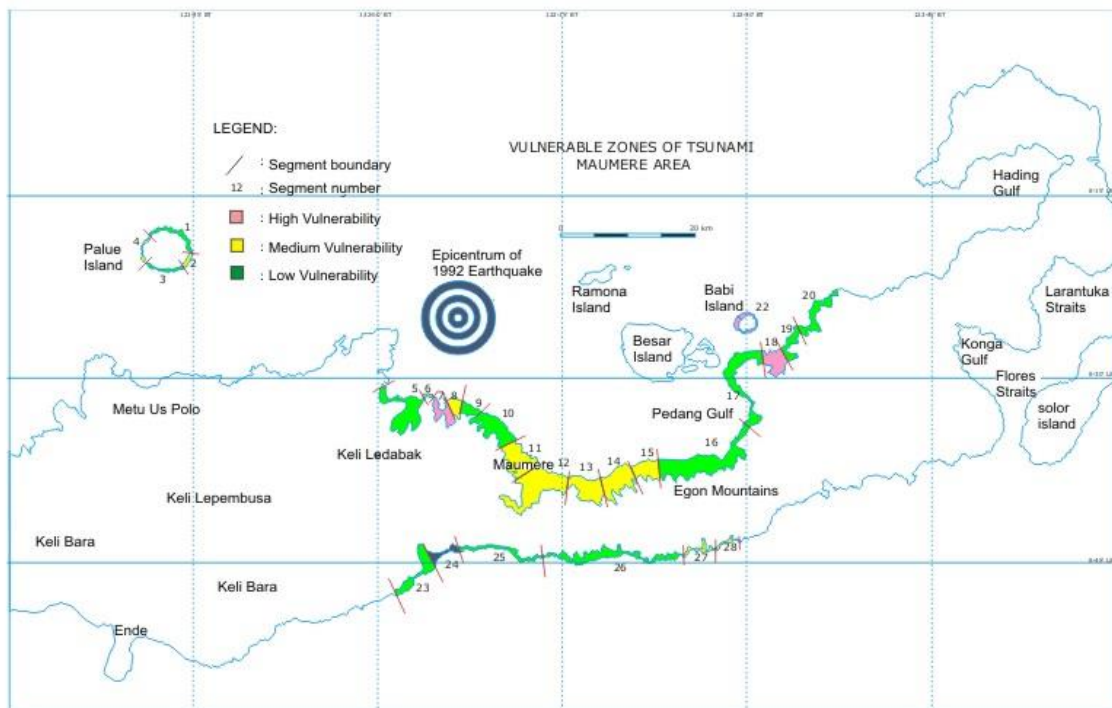 VULNERABLE ZONES OF TSUNAMI
MAUMERE AREA
LEGEND:
: Segment boundary
12 : Segment number
: High Vulnerability
: Medium Vulnerability
: Low Vulnerability
0 20 km
Hading
Gulf
Palue
Island
1
4
2
3
Epicentrum of
1992 Earthquake
Ramona
Island
Babi
Island
22
20
19
18
Larantuka
Straits
Besar
Island
Konga
Gulf
Flores
Straits
solor
island
Metu Us Polo
5
6
7
8
9
10
17
Pedang Gulf
Keli Ledabak
11
Maumere
12
13
14
15
16
Egon Mountains
Keli Lepembusa
Keli Bara
23
24
25
26
27
28
Keli Bara
Ende